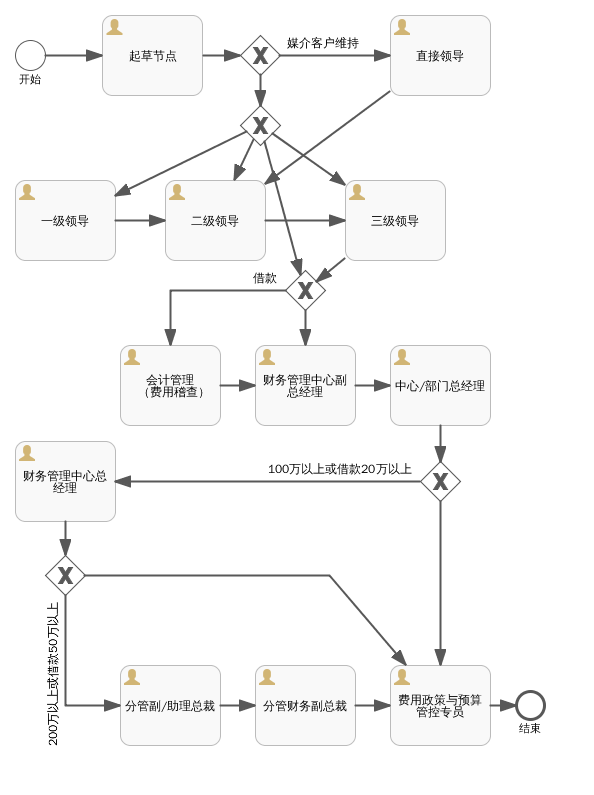 开始
起草节点
媒介客户维持
直接领导
一级领导
二级领导
三级领导
借款
会计管理
（费用稽查）
财务管理中心副
总经理
中心/部门总经理
财务管理中心总
经理
100万以上或借款20万以上
200万以上或借款50万以上
分管副/助理总裁
分管财务副总裁
费用政策与预算
管控专员
结束